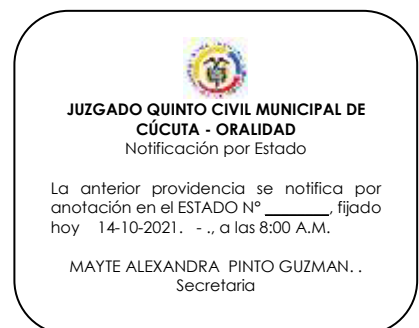 JUZGADO QUINTO CIVIL MUNICIPAL DE
CÚCUTA - ORALIDAD
Notificación por Estado
La anterior providencia se notifica por
anotación en el ESTADO N° _______, fijado
hoy 14-10-2021. - ., a las 8:00 A.M.
MAYTE ALEXANDRA PINTO GUZMAN. .
Secretaria